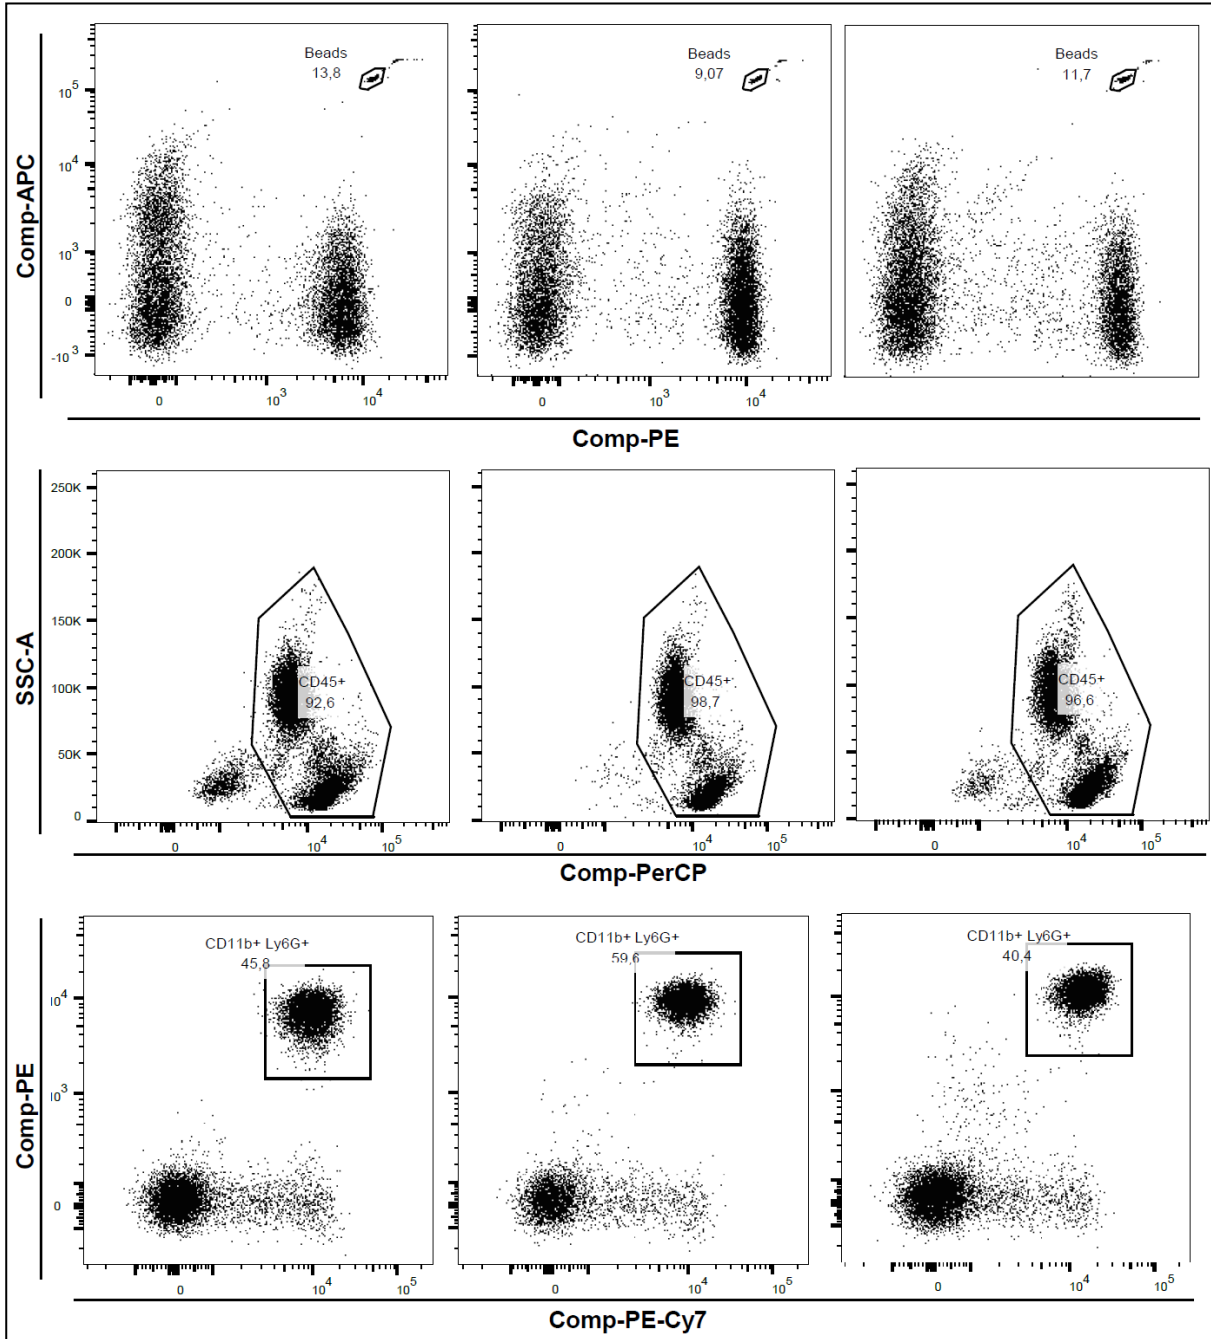 Comp-APC
Beads
13,8
Beads
9,07
Beads
11,7
10^5
10^4
10^3
0
-10^3
0 10^3 10^4
0 10^3 10^4
Comp-PE
SSC-A
250K
200K
150K
100K
50K
0
CD45+
92,6
CD45+
98,7
CD45+
96,6
0 10^4 10^5
0 10^4 10^5
0 10^4 10^5
Comp-PerCP
Comp-PE
CD11b+ Ly6G+
45,8
CD11b+ Ly6G+
59,6
CD11b+ Ly6G+
40,4
10^4
10^3
0
0 10^4 10^5
0 10^4 10^5
0 10^4 10^5
Comp-PE-Cy7